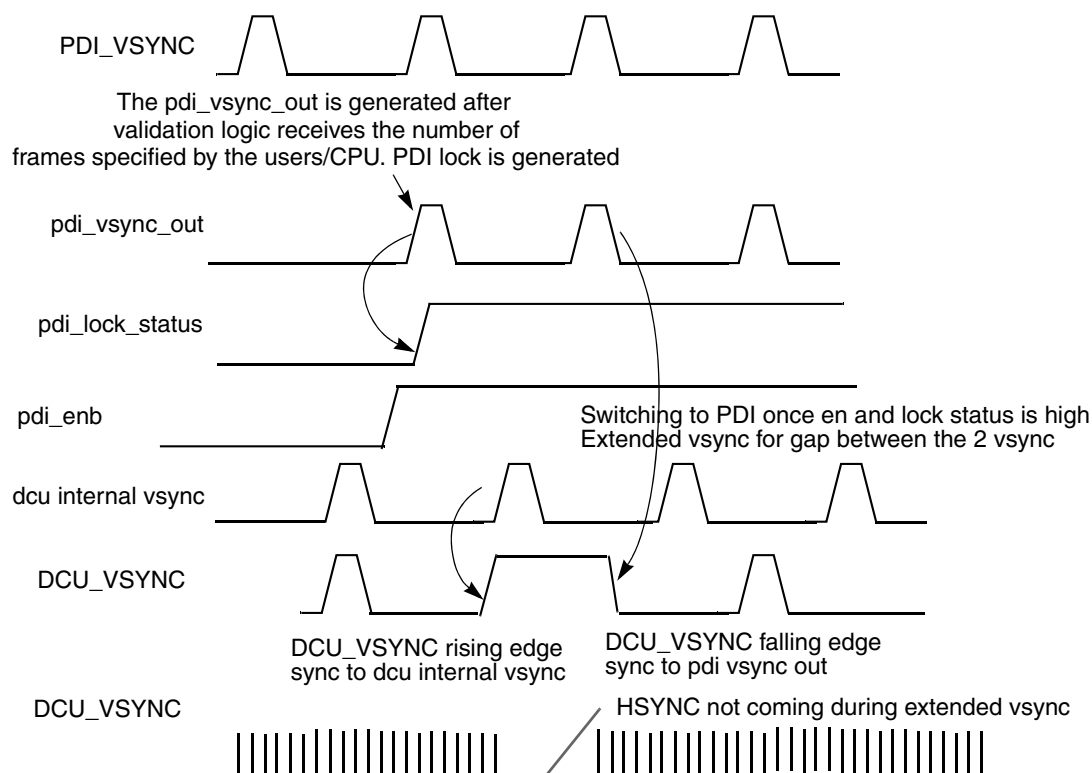 PDI_VSYNC
The pdi_vsync_out is generated after
validation logic receives the number of
frames specified by the users/CPU. PDI lock is generated
pdi_vsync_out
pdi_lock_status
pdi_enb
Switching to PDI once en and lock status is high
Extended vsync for gap between the 2 vsync
dcu internal vsync
DCU_VSYNC
DCU_VSYNC rising edge
sync to dcu internal vsync
DCU_VSYNC falling edge
sync to pdi vsync out
DCU_VSYNC
HSYNC not coming during extended vsync